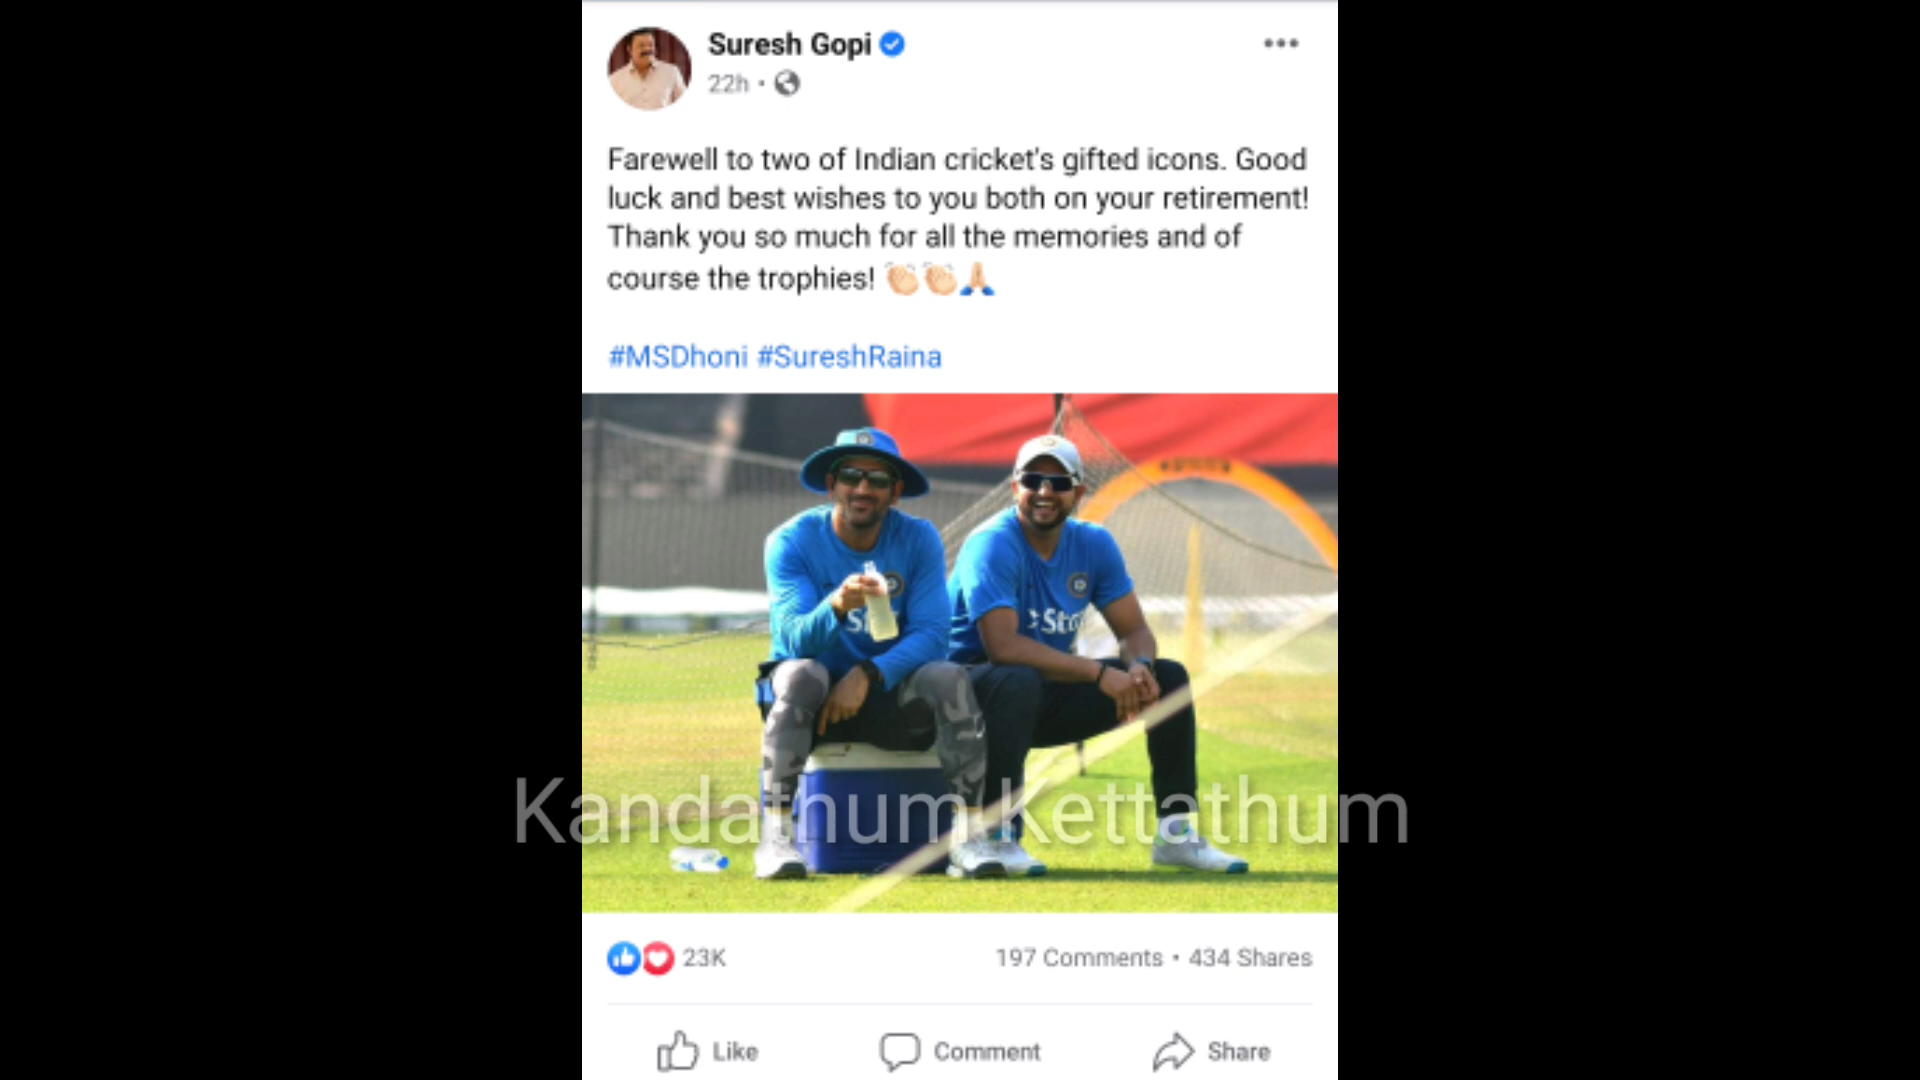 Suresh Gopi
22h
Farewell to two of Indian cricket's gifted icons. Good
luck and best wishes to you both on your retirement!
Thank you so much for all the memories and of
course the trophies! 👏🏻👏🏻🙏🏻
#MSDhoni #SureshRaina
Kandathum Kettathum
23K
197 Comments • 434 Shares
Like
Comment
Share